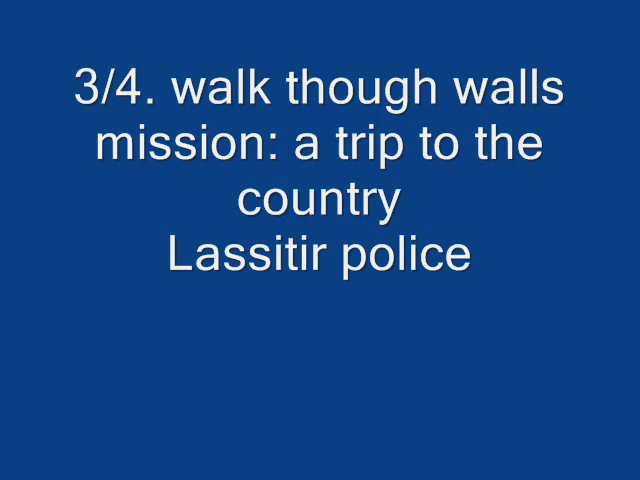 3/4. walk though walls
mission: a trip to the
country
Lassitir police